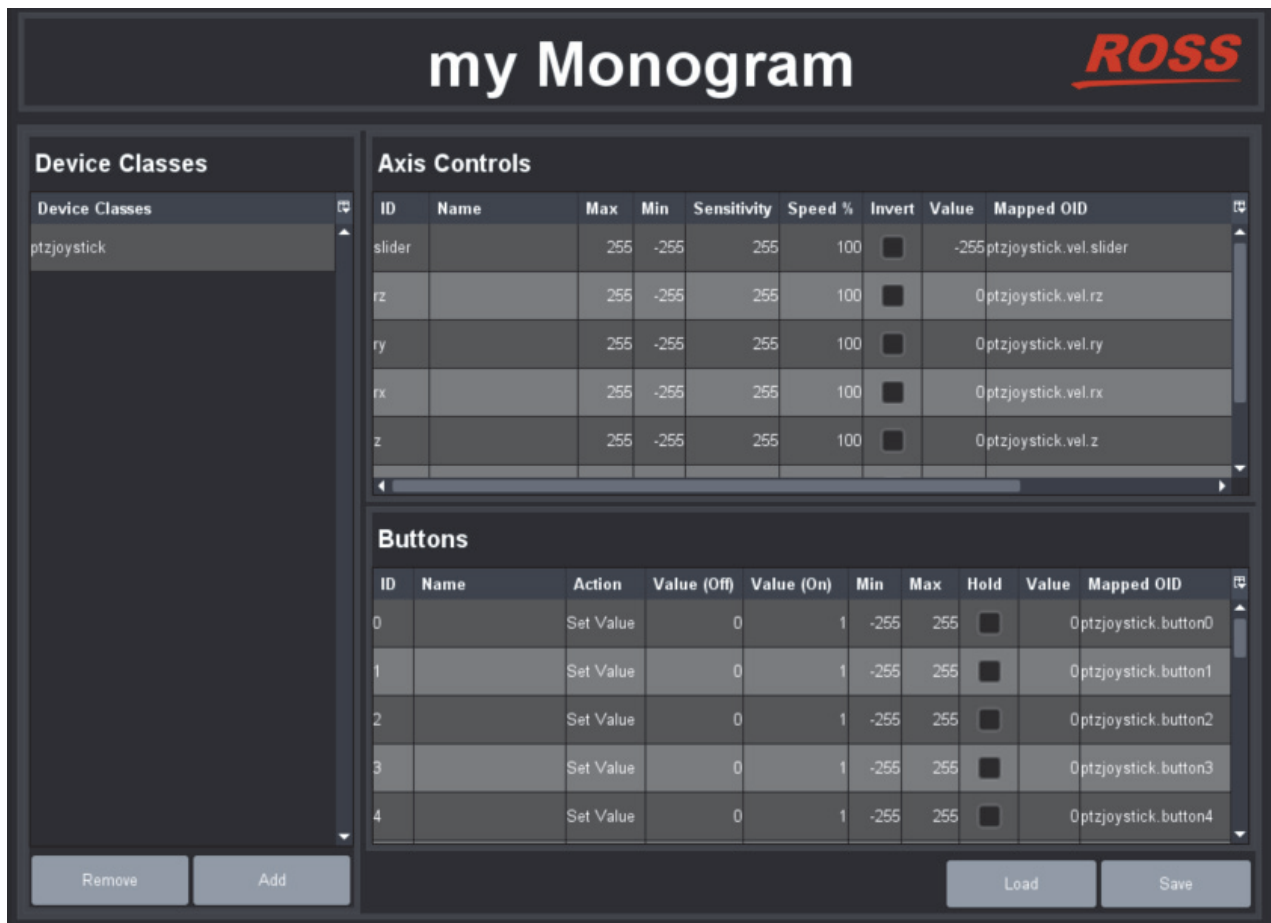 my Monogram
ROSS
Device Classes
Device Classes
ptzjoystick
Remove Add
Axis Controls
ID Name Max Min Sensitivity Speed % Invert Value Mapped OID
slider 255 -255 255 100 -255 ptzjoystick.vel.slider
rz 255 -255 255 100 0 ptzjoystick.vel.rz
ry 255 -255 255 100 0 ptzjoystick.vel.ry
rx 255 -255 255 100 0 ptzjoystick.vel.rx
z 255 -255 255 100 0 ptzjoystick.vel.z
Buttons
ID Name Action Value (Off) Value (On) Min Max Hold Value Mapped OID
0 Set Value 0 1 -255 255 0 ptzjoystick.button0
1 Set Value 0 1 -255 255 0 ptzjoystick.button1
2 Set Value 0 1 -255 255 0 ptzjoystick.button2
3 Set Value 0 1 -255 255 0 ptzjoystick.button3
4 Set Value 0 1 -255 255 0 ptzjoystick.button4
Load Save